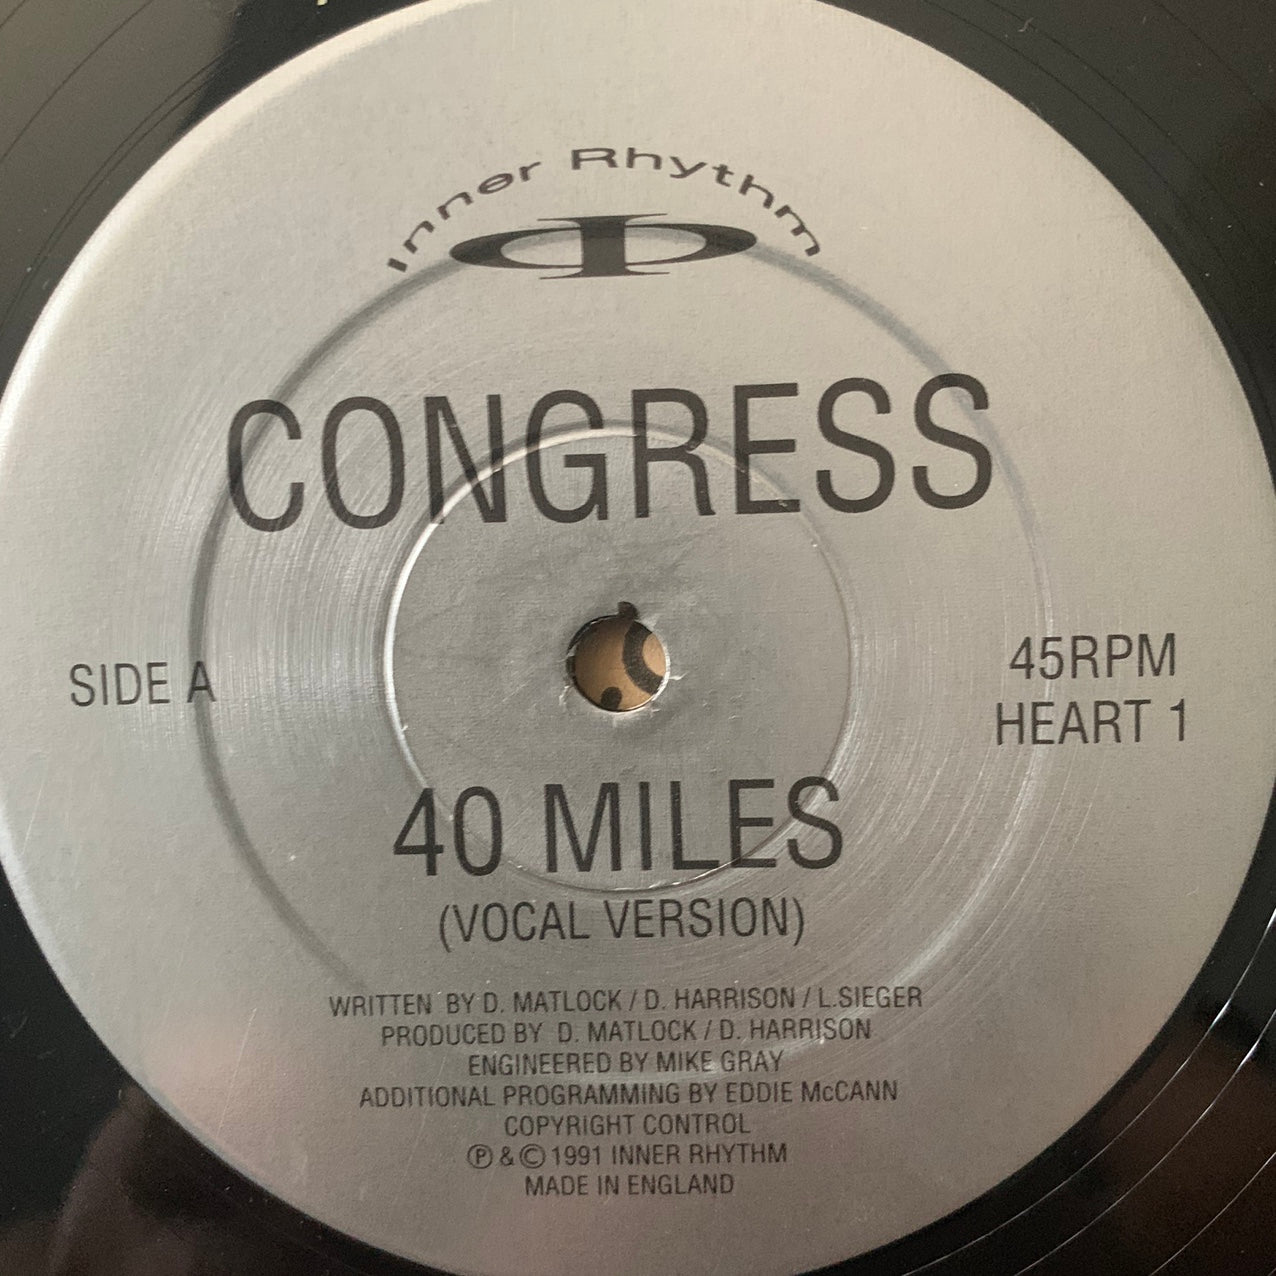 Inner Rhythm
CONGRESS
SIDE A
45RPM
HEART 1
40 MILES
(VOCAL VERSION)
WRITTEN BY D. MATLOCK / D. HARRISON / L.SIEGER
PRODUCED BY D. MATLOCK / D. HARRISON
ENGINEERED BY MIKE GRAY
ADDITIONAL PROGRAMMING BY EDDIE McCANN
COPYRIGHT CONTROL
Ⓟ & © 1991 INNER RHYTHM
MADE IN ENGLAND